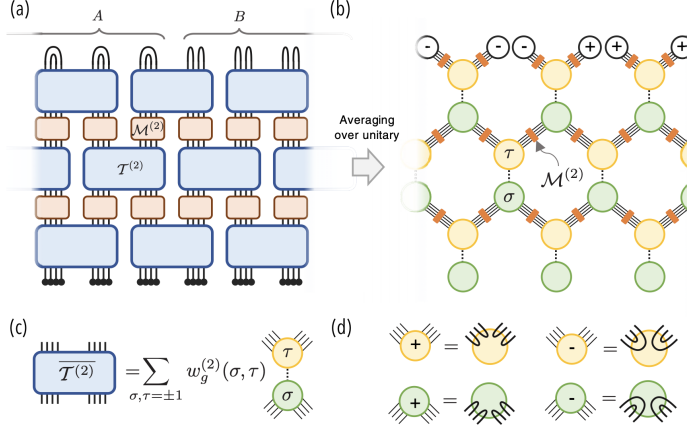 (a)
A
B
𝓜⁽²⁾
𝒯⁽²⁾
Averaging
over unitary
(b)
- - - + + +
τ
𝓜⁽²⁾
σ
(c)
𝒯⁽²⁾ = ∑ w_g⁽²⁾(σ, τ)
σ,τ=±1
τ
σ
(d)
+ =
- =
+ =
- =